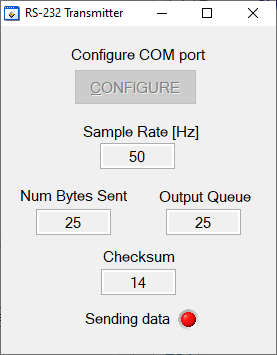 RS-232 Transmitter
Configure COM port
CONFIGURE
Sample Rate [Hz]
50
Num Bytes Sent
Output Queue
25
25
Checksum
14
Sending data